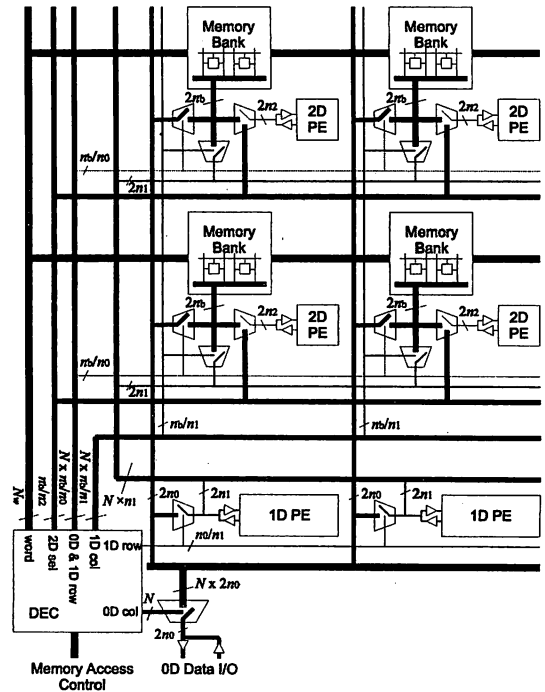 Memory Bank
Memory Bank
2nb
2n2
2D PE
2nb
2n2
2D PE
nb/n0
2n1
Memory Bank
Memory Bank
2nb
2n2
2D PE
2nb
2n2
2D PE
nb/n0
2n1
nb/n1
nb/n1
Nw
nb/n2
N x nb/n0
N x nb/n1
N ×n1
2n0
2n1
1D PE
2n0
2n1
1D PE
n0/n1
word
2D sel
0D & 1D row
1D col
1D row
N x 2n0
DEC
0D col
N
2n0
Memory Access Control
0D Data I/O